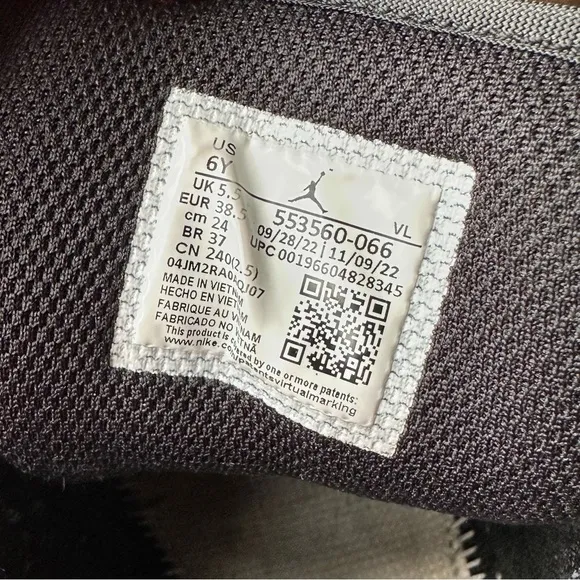 US
6Y
UK 5.5
EUR 38.5
cm 24
BR 37
CN 240(2.5)
VL
553560-066
09/28/22 | 11/09/22
UPC 00196604828345
MADE IN VIETNAM
HECHO EN VIETNAM
FABRIQUE AU
FABRICADO NO
This product is covered by one or more patents:
www.nike.com/patentsvirtualmarking